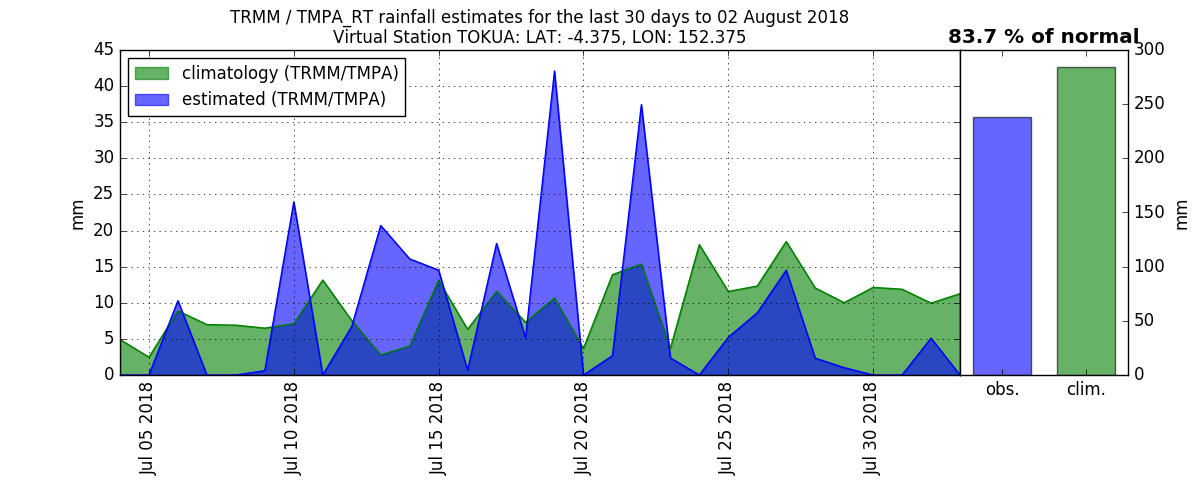 TRMM / TMPA_RT rainfall estimates for the last 30 days to 02 August 2018
Virtual Station TOKUA: LAT: -4.375, LON: 152.375
83.7 % of normal
climatology (TRMM/TMPA)
estimated (TRMM/TMPA)
45
40
35
30
25
20
15
10
5
0
mm
Jul 05 2018
Jul 10 2018
Jul 15 2018
Jul 20 2018
Jul 25 2018
Jul 30 2018
300
250
200
150
100
50
0
mm
obs.
clim.